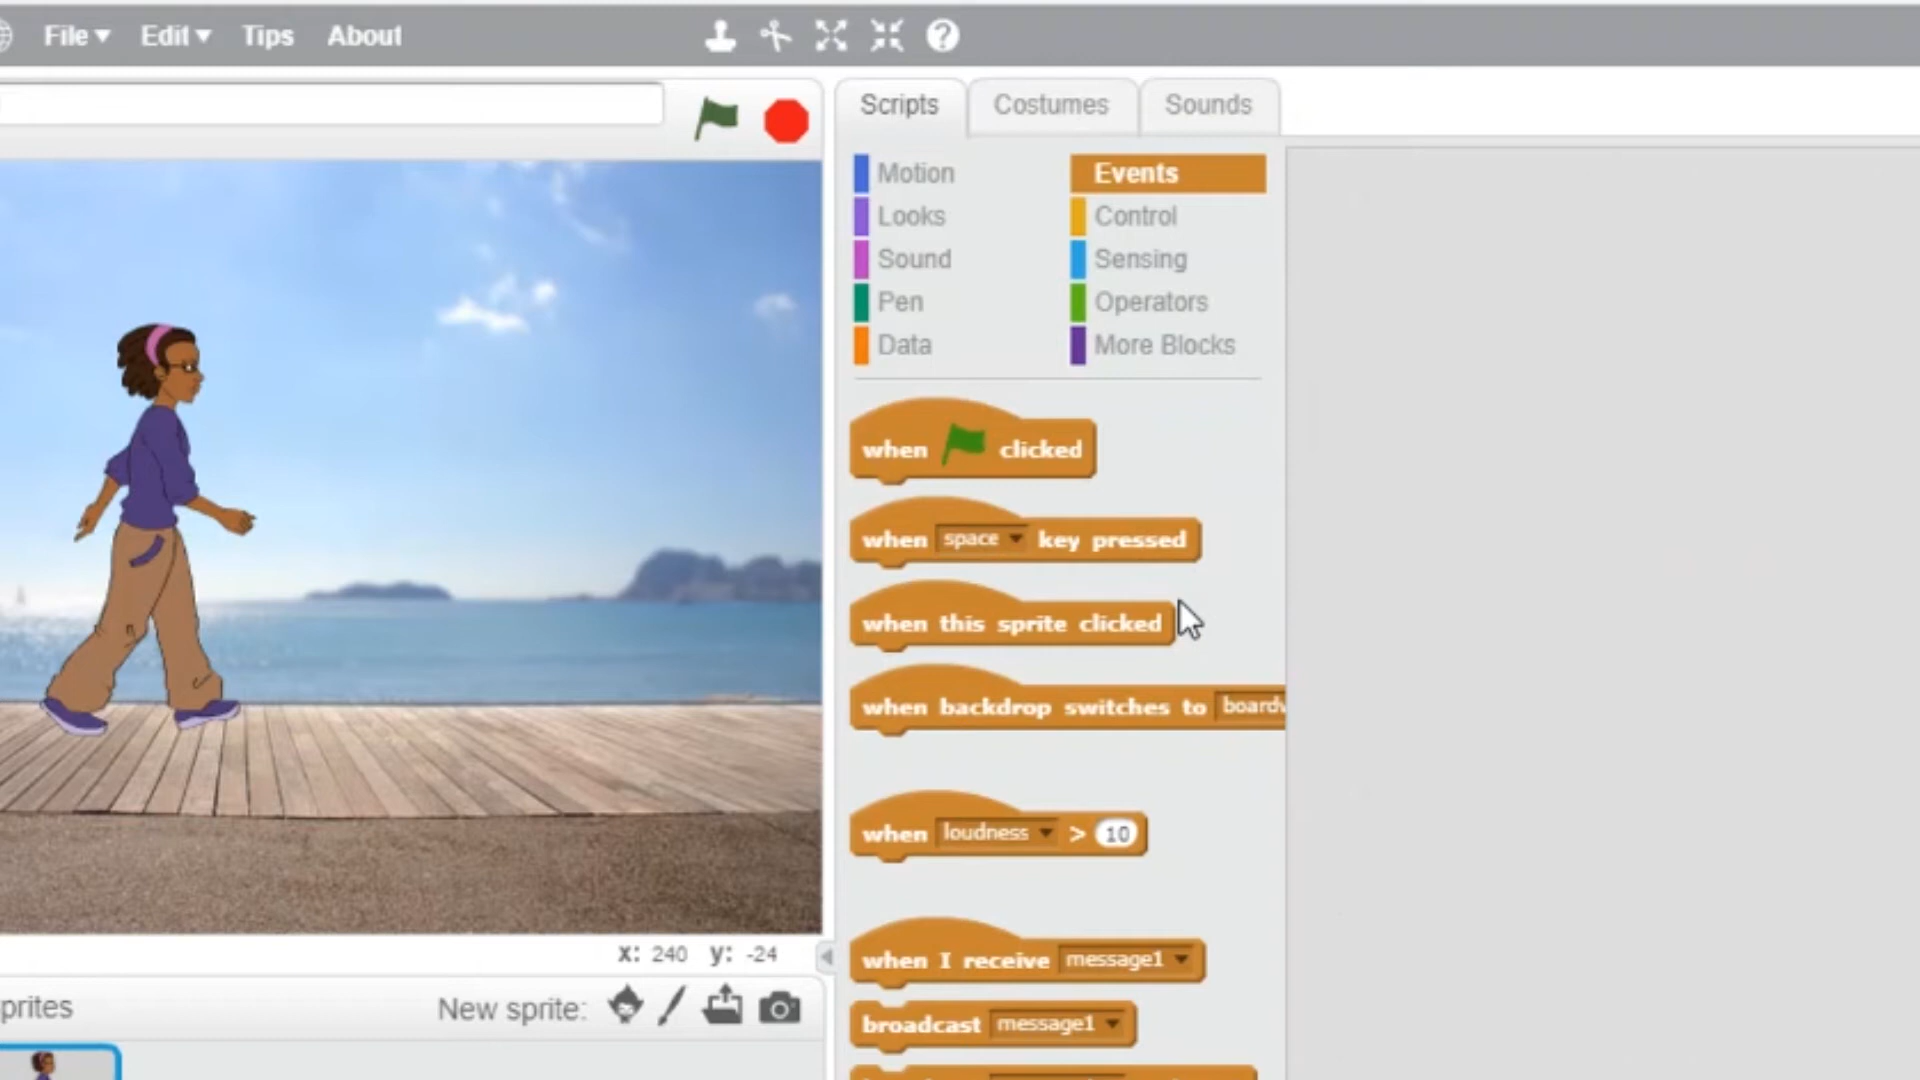 File Edit Tips About
Scripts Costumes Sounds
Motion Events
Looks Control
Sound Sensing
Pen Operators
Data More Blocks
when clicked
when space key pressed
when this sprite clicked
when backdrop switches to
when loudness > 10
when I receive message1
broadcast message1
x: 240 y: -24
New sprite: